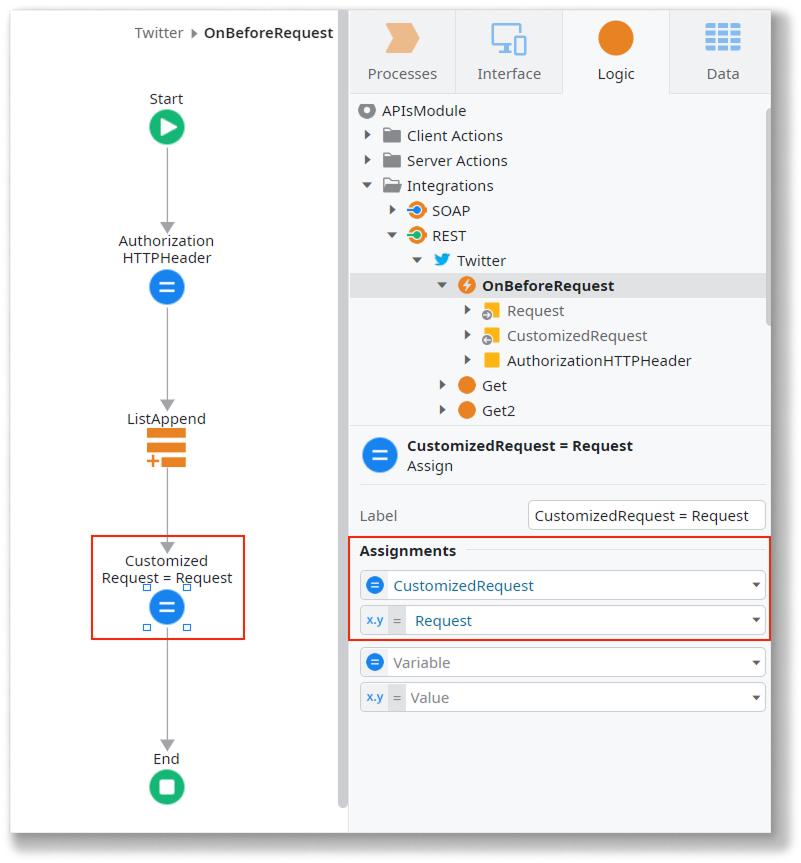 Twitter OnBeforeRequest
Start
Authorization
HTTPHeader
ListAppend
Customized
Request = Request
End
Processes
Interface
Logic
Data
APIsModule
Client Actions
Server Actions
Integrations
SOAP
REST
Twitter
OnBeforeRequest
Request
CustomizedRequest
AuthorizationHTTPHeader
Get
Get2
CustomizedRequest = Request
Assign
Label CustomizedRequest = Request
Assignments
CustomizedRequest
x.y = Request
Variable
x.y = Value